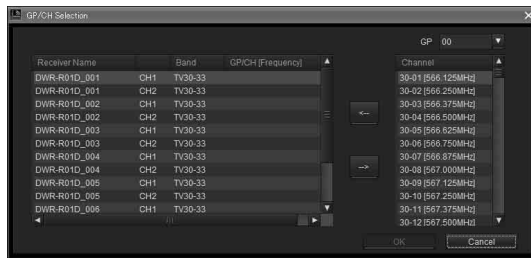 GP/CH Selection
GP 00
Receiver Name Band GP/CH [Frequency] Channel
DWR-R01D_001 CH1 TV30-33 30-01 [566.125MHz]
DWR-R01D_001 CH2 TV30-33 30-02 [566.250MHz]
DWR-R01D_002 CH1 TV30-33 30-03 [566.375MHz]
DWR-R01D_002 CH2 TV30-33 30-04 [566.500MHz]
DWR-R01D_003 CH1 TV30-33 30-05 [566.625MHz]
DWR-R01D_003 CH2 TV30-33 30-06 [566.750MHz]
DWR-R01D_004 CH1 TV30-33 30-07 [566.875MHz]
DWR-R01D_004 CH2 TV30-33 30-08 [567.000MHz]
DWR-R01D_005 CH1 TV30-33 30-09 [567.125MHz]
DWR-R01D_005 CH2 TV30-33 30-10 [567.250MHz]
DWR-R01D_006 CH1 TV30-33 30-11 [567.375MHz]
30-12 [567.500MHz]
<--
-->
OK Cancel